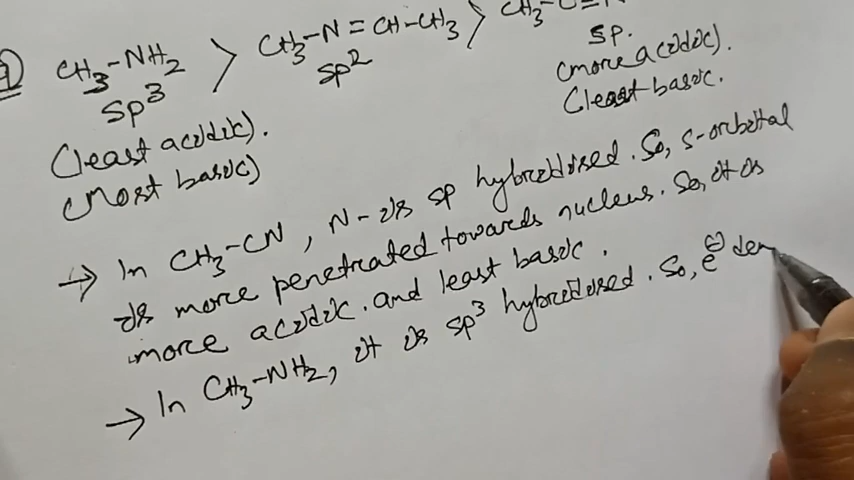 a)
CH3-NH2 > CH3-N=CH-CH3 > CH3-C≡N
sp3 sp2 sp.
(least acidic). (more acidic).
(Most basic) (least basic.
→ In CH3-CN, N-is sp hybridised. So, s-orbital
is more penetrated towards nucleus. So, it is
more acidic. and least basic.
→ In CH3-NH2, it is sp3 hybridised. So, e⊖ den